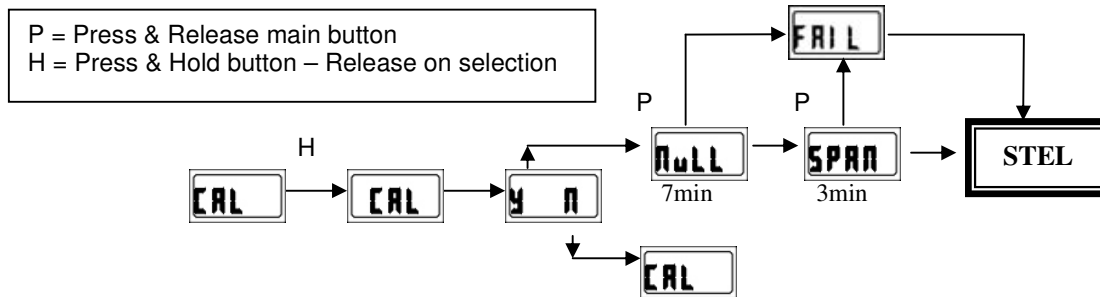 P = Press & Release main button
H = Press & Hold button – Release on selection
FAIL
P P
H
NuLL SPAN STEL
CAL CAL Y N
7min 3min
CAL